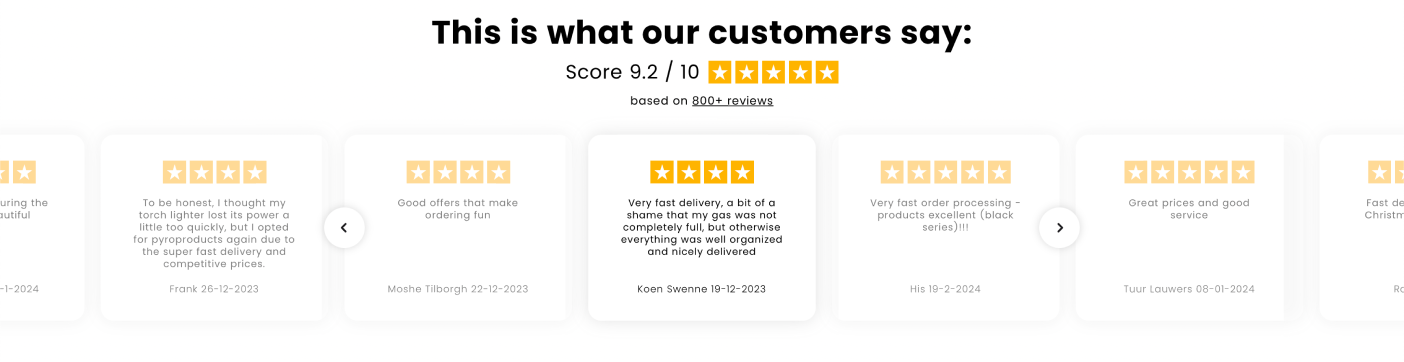 This is what our customers say:
Score 9.2 / 10
based on 800+ reviews
uring the
autiful
-1-2024
To be honest, I thought my
torch lighter lost its power a
little too quickly, but I opted
for pyroproducts again due to
the super fast delivery and
competitive prices.
Frank 26-12-2023
Good offers that make
ordering fun
Moshe Tilborgh 22-12-2023
Very fast delivery, a bit of a
shame that my gas was not
completely full, but otherwise
everything was well organized
and nicely delivered
Koen Swenne 19-12-2023
Very fast order processing -
products excellent (black
series)!!!
His 19-2-2024
Great prices and good
service
Tuur Lauwers 08-01-2024
Fast de
Christm
Ro